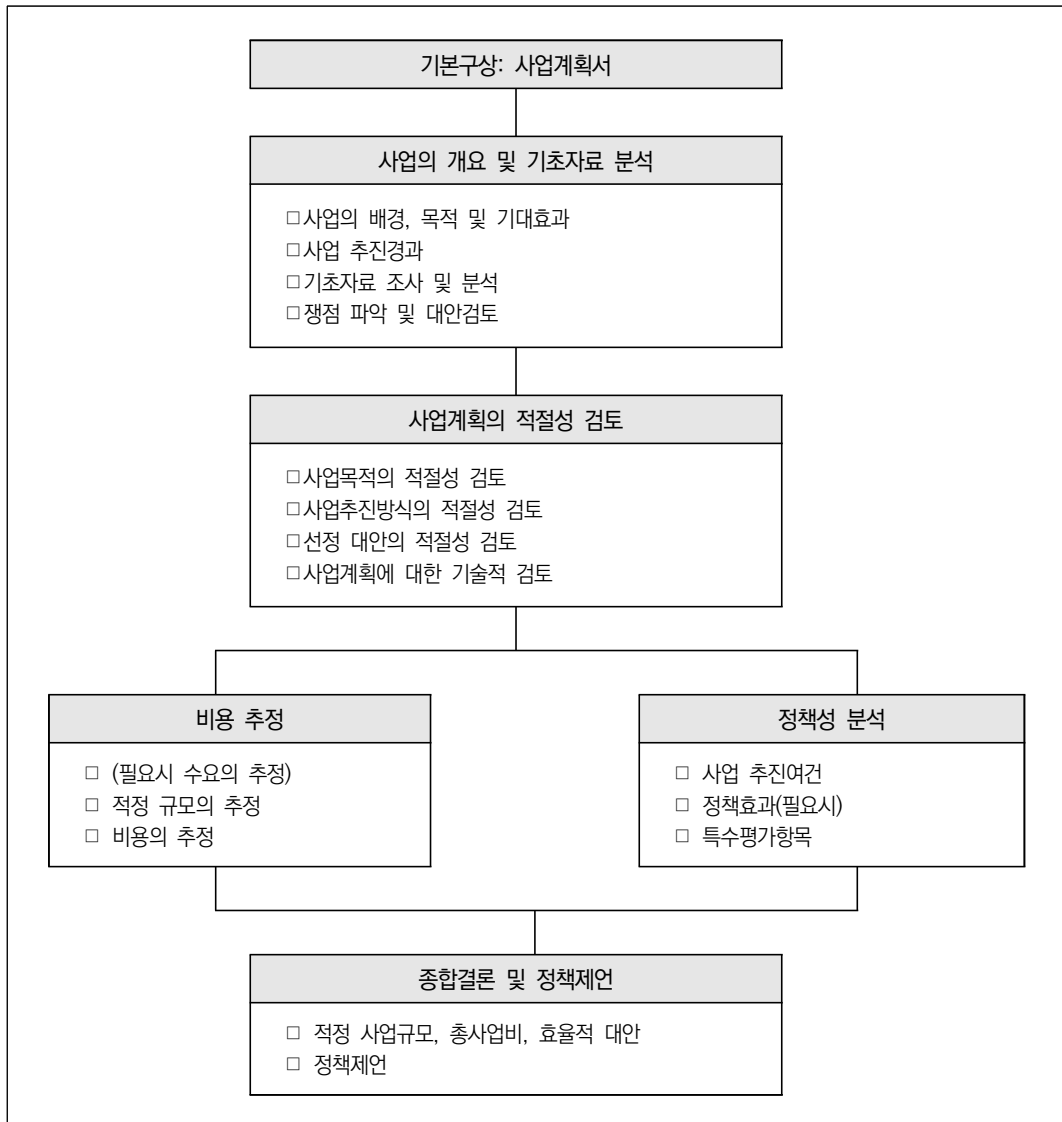 기본구상: 사업계획서
사업의 개요 및 기초자료 분석
□사업의 배경, 목적 및 기대효과
□사업 추진경과
□기초자료 조사 및 분석
□쟁점 파악 및 대안검토
사업계획의 적절성 검토
□사업목적의 적절성 검토
□사업추진방식의 적절성 검토
□선정 대안의 적절성 검토
□사업계획에 대한 기술적 검토
비용 추정
□ (필요시 수요의 추정)
□ 적정 규모의 추정
□ 비용의 추정
정책성 분석
□ 사업 추진여건
□ 정책효과(필요시)
□ 특수평가항목
종합결론 및 정책제언
□ 적정 사업규모, 총사업비, 효율적 대안
□ 정책제언